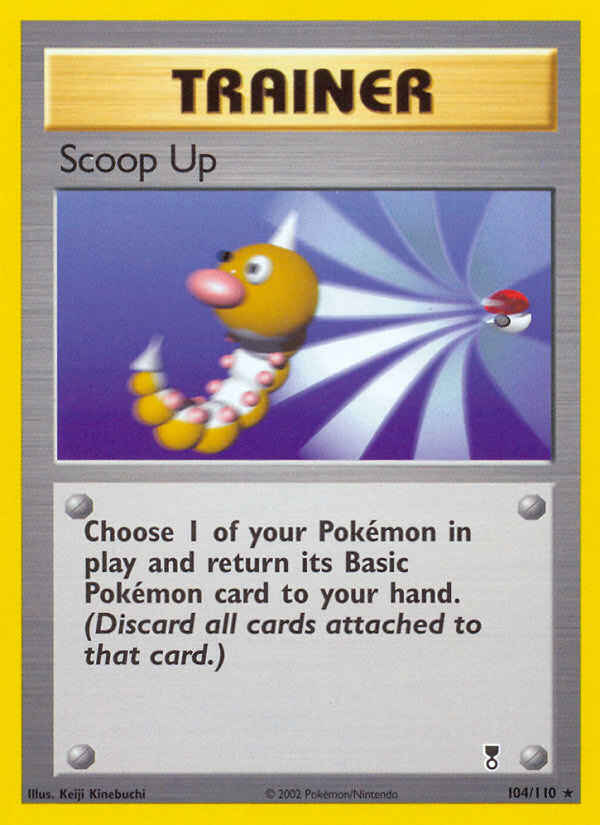 TRAINER
Scoop Up
Choose 1 of your Pokémon in
play and return its Basic
Pokémon card to your hand.
(Discard all cards attached to
that card.)
Illus. Keiji Kinebuchi
© 2002 Pokémon/Nintendo
104/110 ★